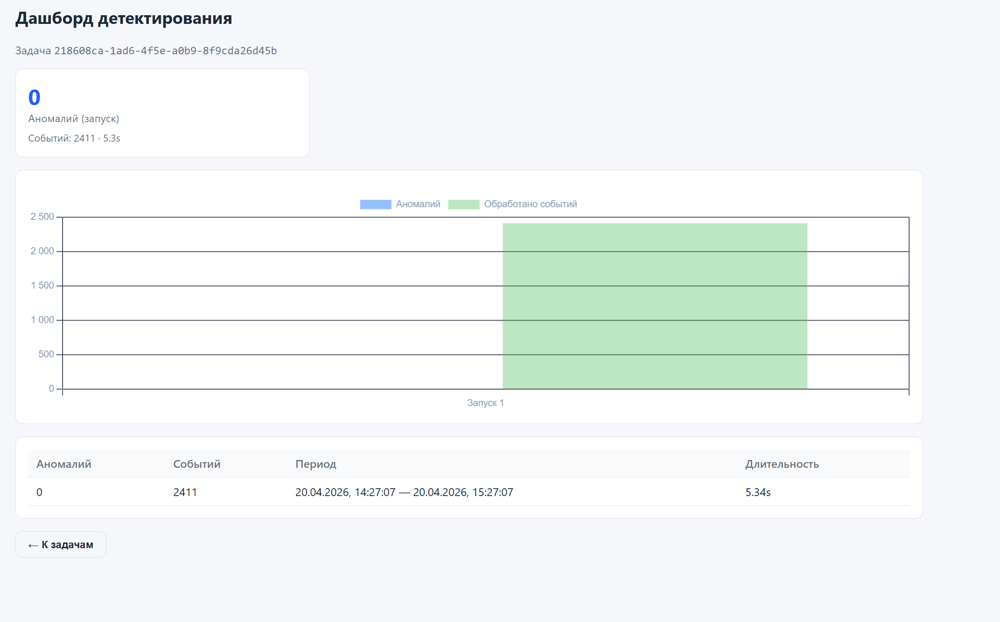 Дашборд детектирования
Задача 218608ca-1ad6-4f5e-a0b9-8f9cda26d45b
0
Аномалий (запуск)
Событий: 2411 · 5.3s
Аномалий Обработано событий
2 500
2 000
1 500
1 000
500
0
Запуск 1
Аномалий Событий Период Длительность
0 2411 20.04.2026, 14:27:07 — 20.04.2026, 15:27:07 5.34s
← К задачам